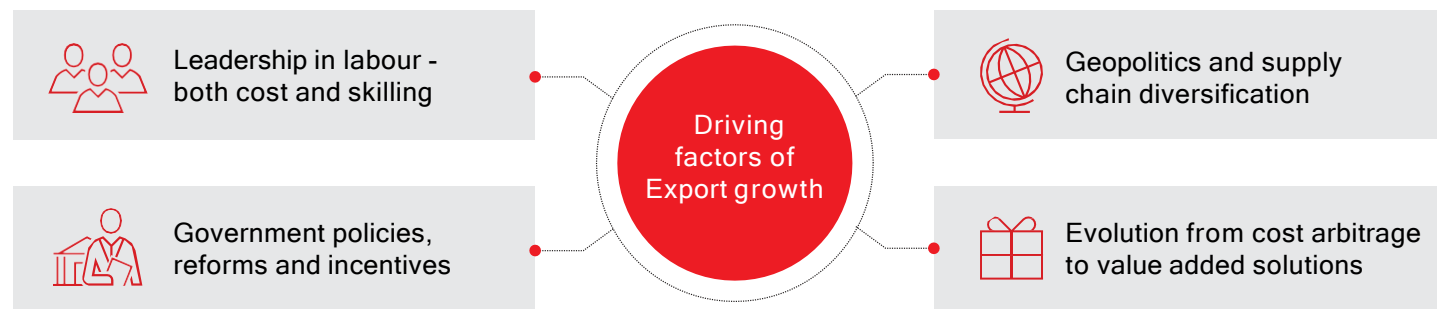 Leadership in labour -
both cost and skilling
Government policies,
reforms and incentives
Driving
factors of
Export growth
Geopolitics and supply
chain diversification
Evolution from cost arbitrage
to value added solutions